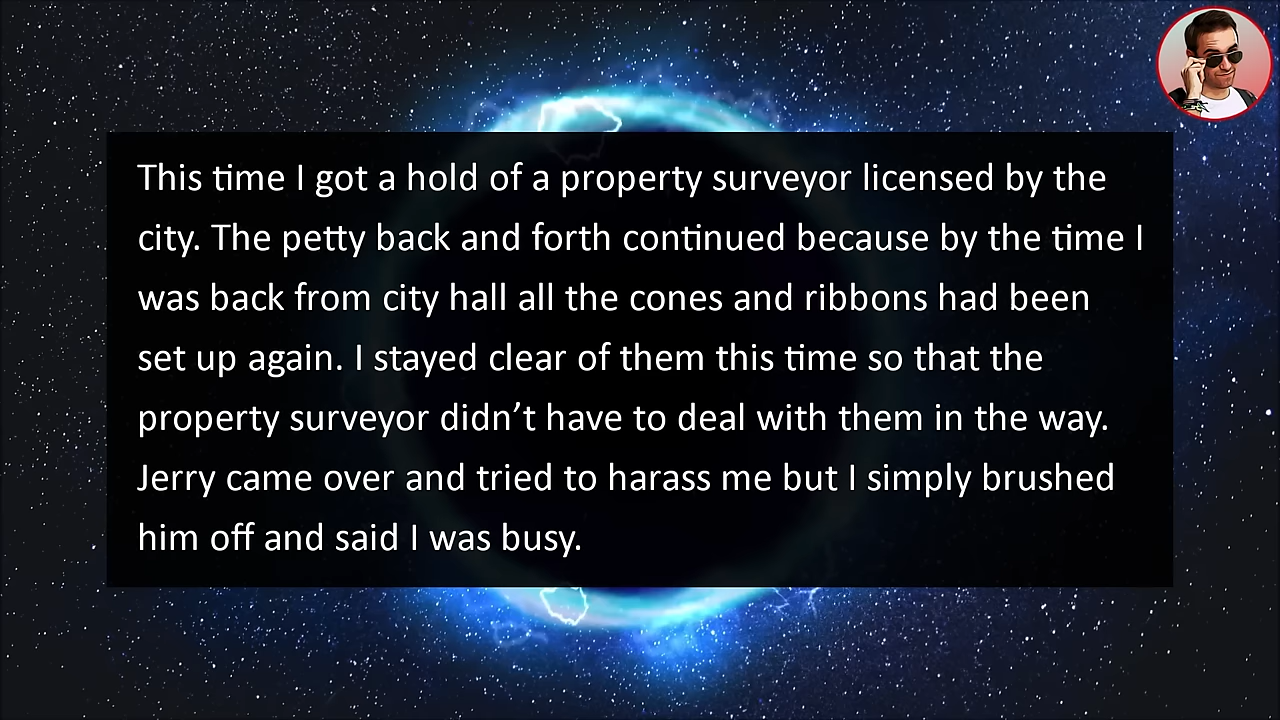 This time I got a hold of a property surveyor licensed by the
city. The petty back and forth continued because by the time I
was back from city hall all the cones and ribbons had been
set up again. I stayed clear of them this time so that the
property surveyor didn’t have to deal with them in the way.
Jerry came over and tried to harass me but I simply brushed
him off and said I was busy.